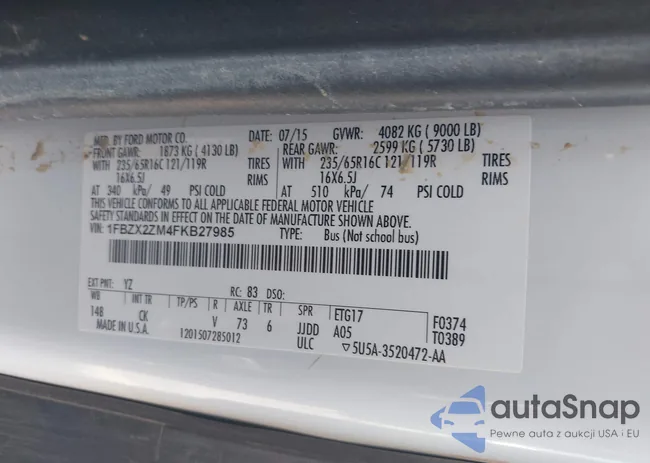 MFD. BY FORD MOTOR CO. DATE: 07/15 GVWR: 4082 KG ( 9000 LB)
FRONT GAWR: 1873 KG ( 4130 LB) REAR GAWR: 2599 KG ( 5730 LB)
WITH 235/65R16C 121/119R TIRES WITH 235/65R16C 121/119R TIRES
16X6.5J RIMS 16X6.5J RIMS
AT 340 kPa/ 49 PSI COLD AT 510 kPa/ 74 PSI COLD
THIS VEHICLE CONFORMS TO ALL APPLICABLE FEDERAL MOTOR VEHICLE
SAFETY STANDARDS IN EFFECT ON THE DATE OF MANUFACTURE SHOWN ABOVE.
VIN: 1FBZX2ZM4FKB27985 TYPE: Bus (Not school bus)
EXT PNT: YZ RC: 83 DSO:
WB INT TR TP/PS R AXLE TR SPR ETG17 F0374
148 CK V 73 6 JJDD A05 T0389
MADE IN U.S.A. 1201507285012 ULC ▽5U5A-3520472-AA
autaSnap
Pewne auta z aukcji USA i EU